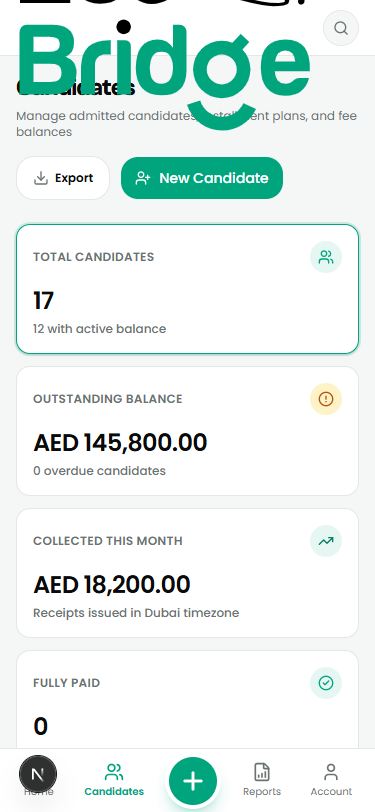 Bridge
Candidates
Manage admitted candidates, installment plans, and fee
balances
Export
New Candidate
TOTAL CANDIDATES
17
12 with active balance
OUTSTANDING BALANCE
AED 145,800.00
0 overdue candidates
COLLECTED THIS MONTH
AED 18,200.00
Receipts issued in Dubai timezone
FULLY PAID
0
N
Home
Candidates
Reports
Account